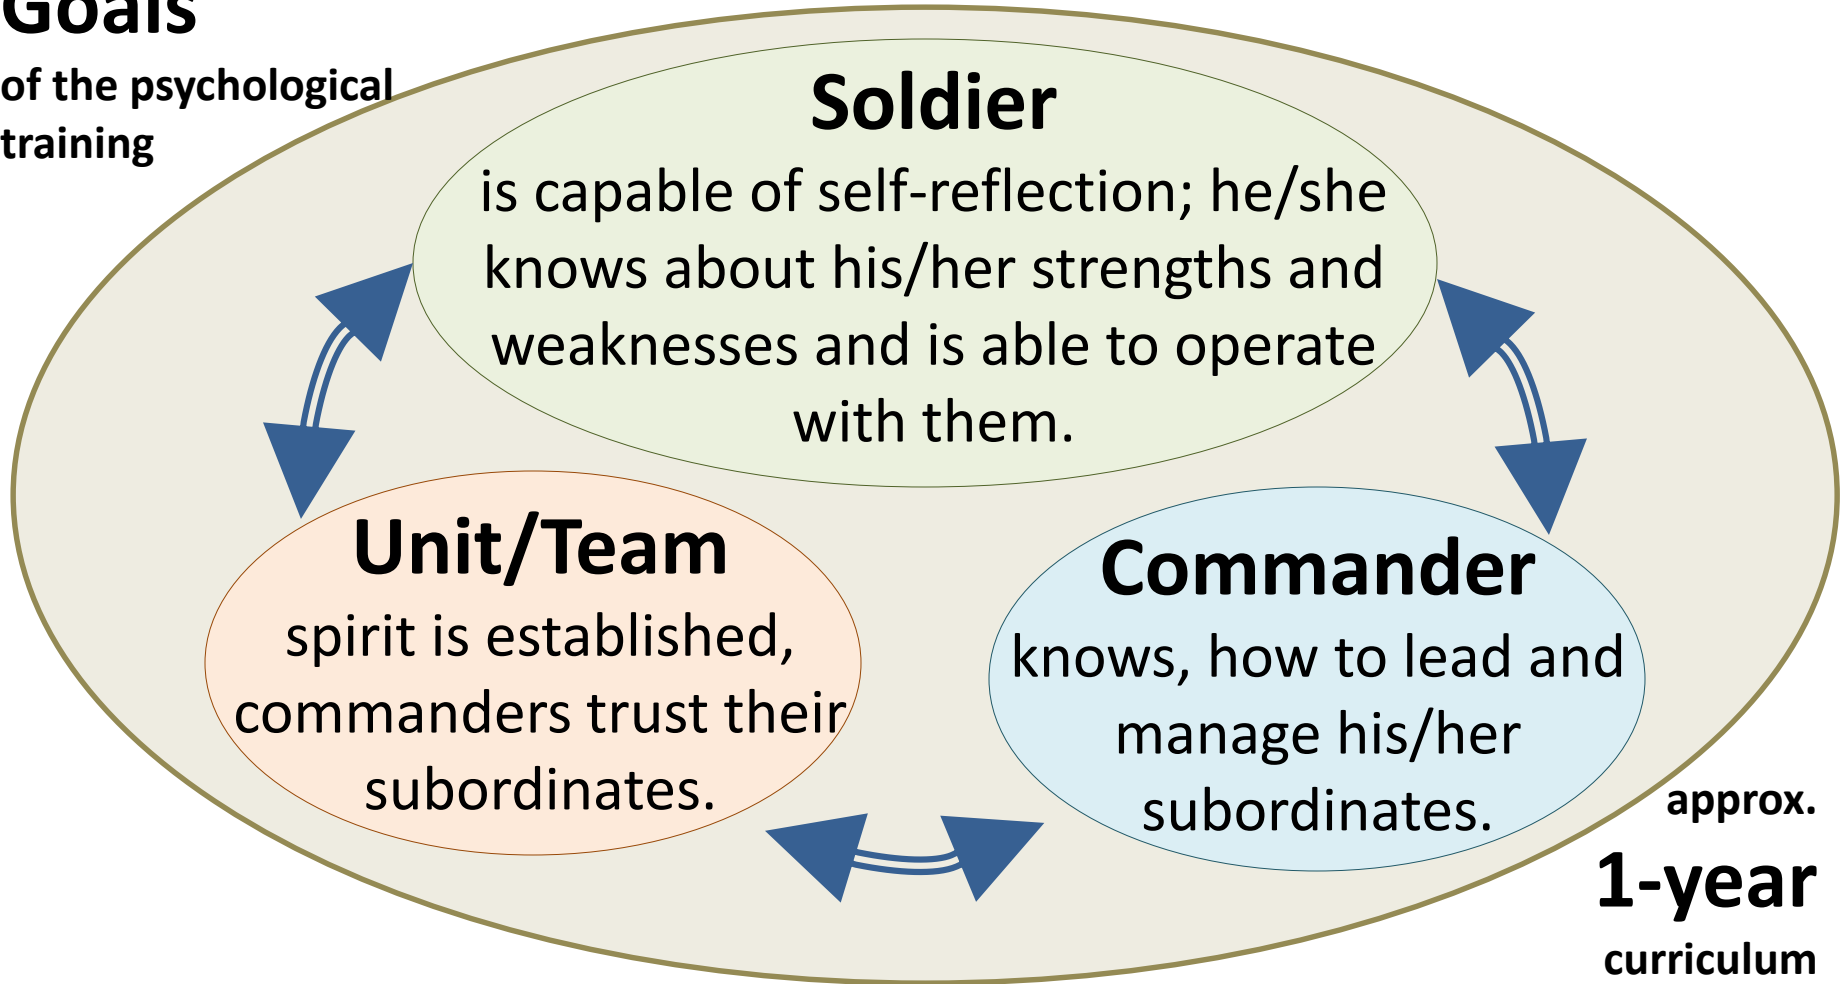 Goals
of the psychological
training
Soldier
is capable of self-reflection; he/she
knows about his/her strengths and
weaknesses and is able to operate
with them.
Unit/Team
spirit is established,
commanders trust their
subordinates.
Commander
knows, how to lead and
manage his/her
subordinates.
approx.
1-year
curriculum